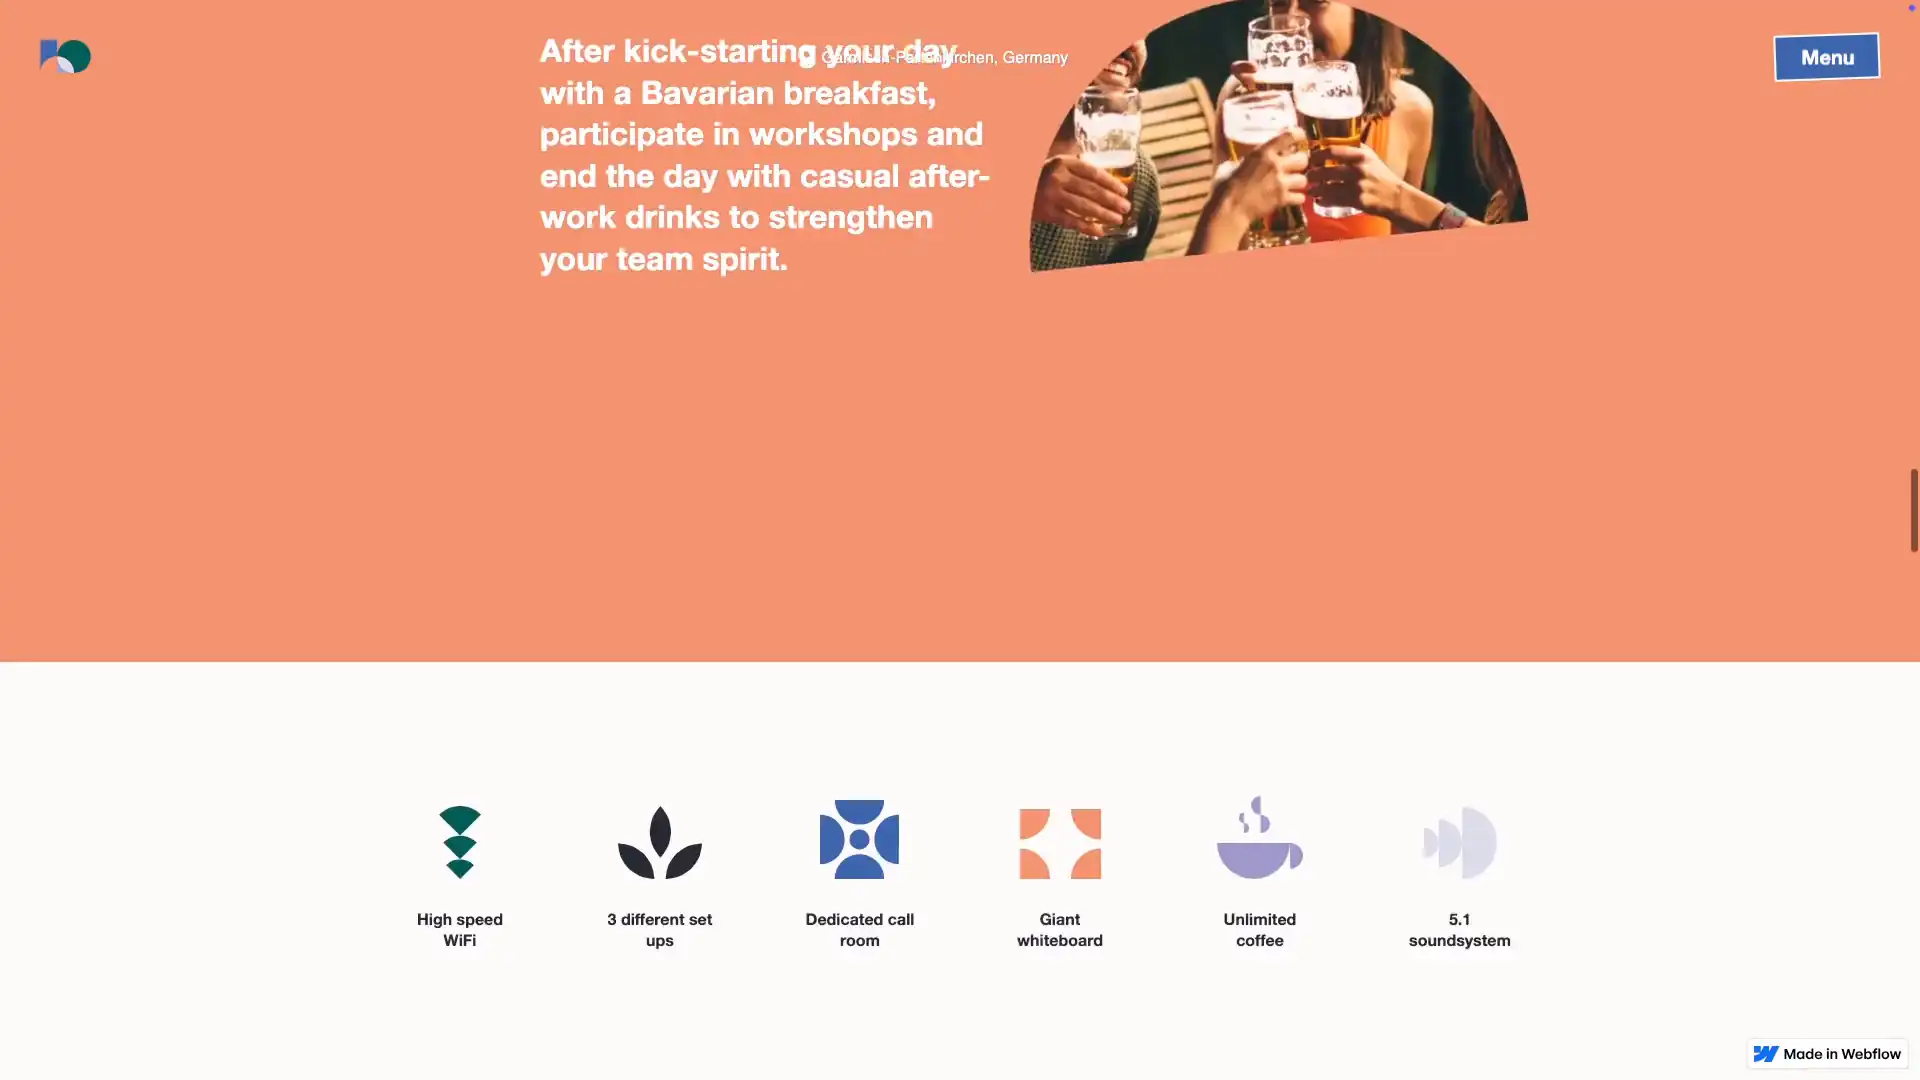 After kick-starting your day
with a Bavarian breakfast,
participate in workshops and
end the day with casual after-
work drinks to strengthen
your team spirit.
Garmisch-Partenkirchen, Germany
Menu
High speed
WiFi
3 different set
ups
Dedicated call
room
Giant
whiteboard
Unlimited
coffee
5.1
soundsystem
Made in Webflow